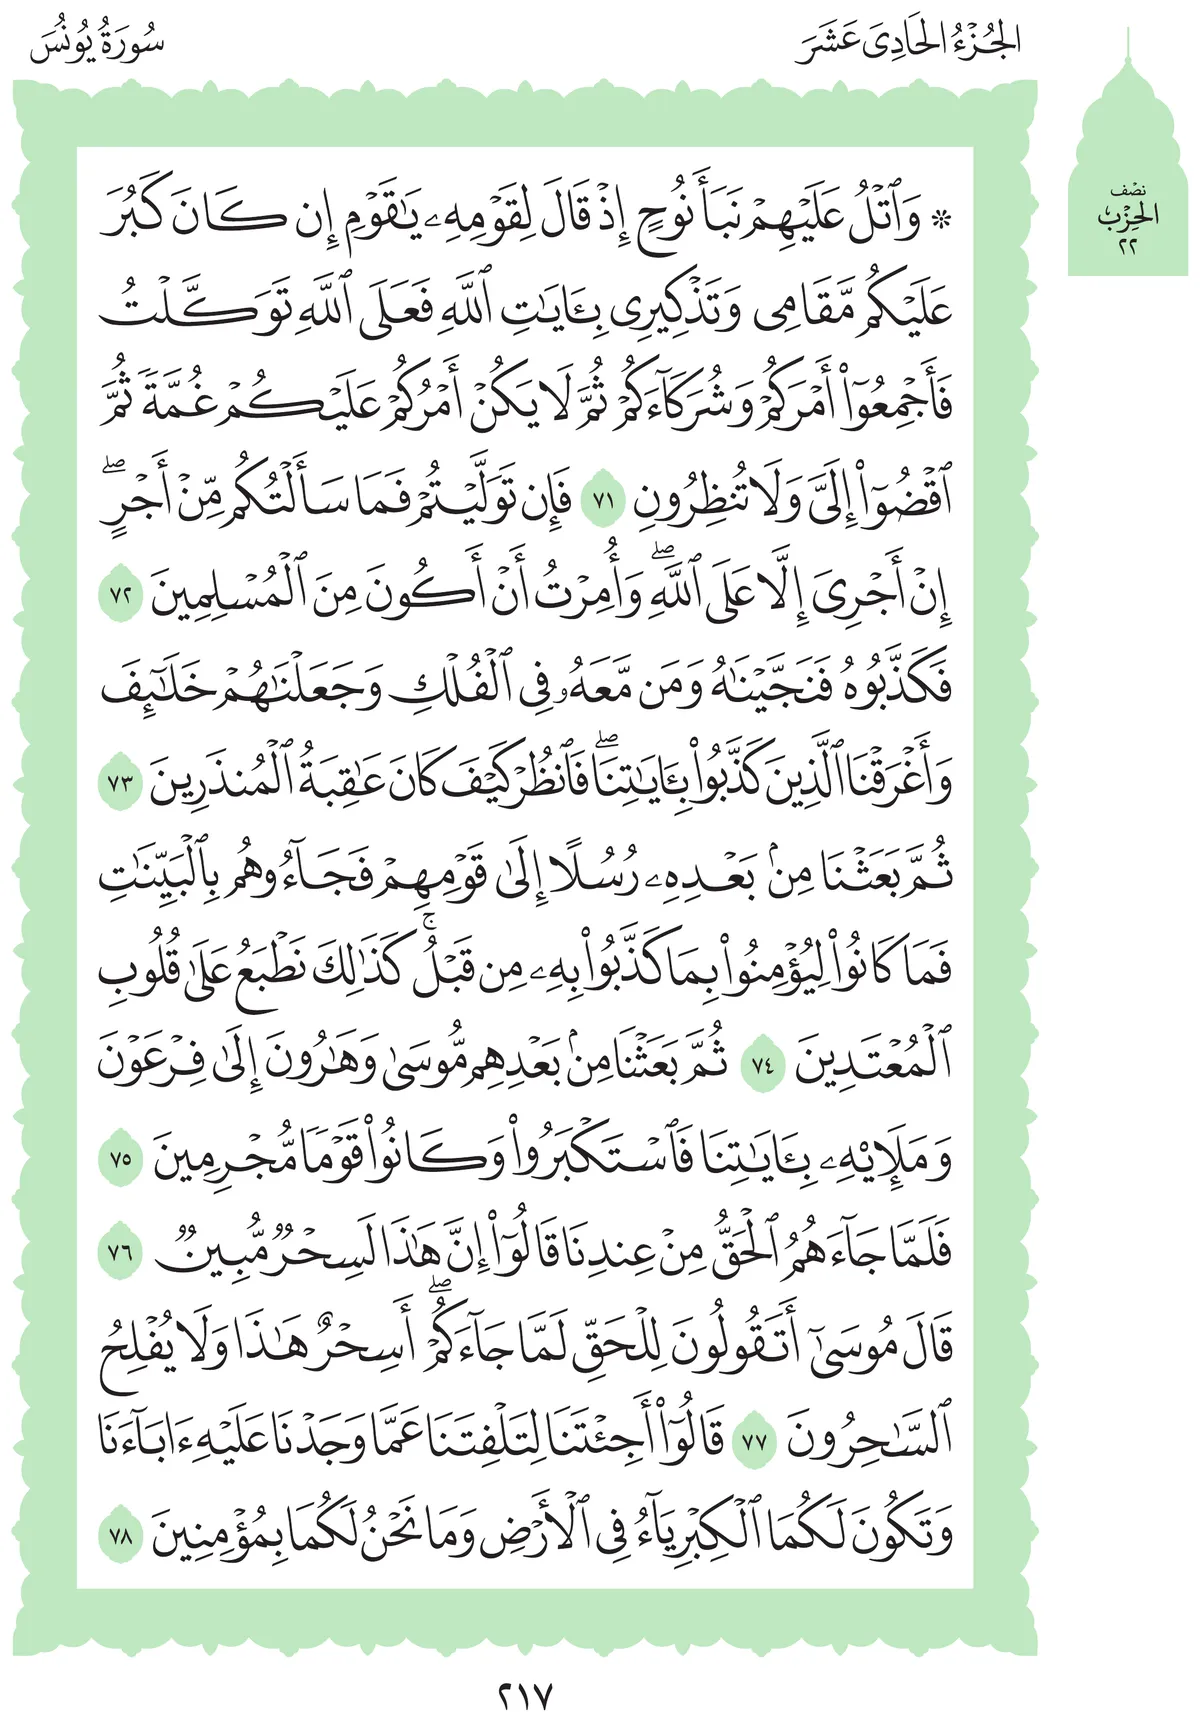 الجُزْءُ الحَادِىَ عَشَرَ
سُورَةُ يُونُسَ
نصْف
الحِزْب
٢٢
۞ وَٱتْلُ عَلَيْهِمْ نَبَأَ نُوحٍ إِذْ قَالَ لِقَوْمِهِۦ يَـٰقَوْمِ إِن كَانَ كَبُرَ
عَلَيْكُم مَّقَامِى وَتَذْكِيرِى بِـَٔايَـٰتِ ٱللَّهِ فَعَلَى ٱللَّهِ تَوَكَّلْتُ
فَأَجْمِعُوٓا۟ أَمْرَكُمْ وَشُرَكَآءَكُمْ ثُمَّ لَا يَكُنْ أَمْرُكُمْ عَلَيْكُمْ غُمَّةً ثُمَّ
ٱقْضُوٓا۟ إِلَىَّ وَلَا تُنظِرُونِ ٧١ فَإِن تَوَلَّيْتُمْ فَمَا سَأَلْتُكُم مِّنْ أَجْرٍ ۖ
إِنْ أَجْرِىَ إِلَّا عَلَى ٱللَّهِ ۖ وَأُمِرْتُ أَنْ أَكُونَ مِنَ ٱلْمُسْلِمِينَ ٧٢
فَكَذَّبُوهُ فَنَجَّيْنَـٰهُ وَمَن مَّعَهُۥ فِى ٱلْفُلْكِ وَجَعَلْنَـٰهُمْ خَلَـٰٓئِفَ
وَأَغْرَقْنَا ٱلَّذِينَ كَذَّبُوا۟ بِـَٔايَـٰتِنَا ۖ فَٱنظُرْ كَيْفَ كَانَ عَـٰقِبَةُ ٱلْمُنذَرِينَ ٧٣
ثُمَّ بَعَثْنَا مِنۢ بَعْدِهِۦ رُسُلًا إِلَىٰ قَوْمِهِمْ فَجَآءُوهُم بِٱلْبَيِّنَـٰتِ
فَمَا كَانُوا۟ لِيُؤْمِنُوا۟ بِمَا كَذَّبُوا۟ بِهِۦ مِن قَبْلُ ۚ كَذَٰلِكَ نَطْبَعُ عَلَىٰ قُلُوبِ
ٱلْمُعْتَدِينَ ٧٤ ثُمَّ بَعَثْنَا مِنۢ بَعْدِهِم مُّوسَىٰ وَهَـٰرُونَ إِلَىٰ فِرْعَوْنَ
وَمَلَإِي۟هِۦ بِـَٔايَـٰتِنَا فَٱسْتَكْبَرُوا۟ وَكَانُوا۟ قَوْمًا مُّجْرِمِينَ ٧٥
فَلَمَّا جَآءَهُمُ ٱلْحَقُّ مِنْ عِندِنَا قَالُوٓا۟ إِنَّ هَـٰذَا لَسِحْرٌ مُّبِينٌ ٧٦
قَالَ مُوسَىٰٓ أَتَقُولُونَ لِلْحَقِّ لَمَّا جَآءَكُمْ ۖ أَسِحْرٌ هَـٰذَا وَلَا يُفْلِحُ
ٱلسَّـٰحِرُونَ ٧٧ قَالُوٓا۟ أَجِئْتَنَا لِتَلْفِتَنَا عَمَّا وَجَدْنَا عَلَيْهِ ءَابَآءَنَا
وَتَكُونَ لَكُمَا ٱلْكِبْرِيَآءُ فِى ٱلْأَرْضِ وَمَا نَحْنُ لَكُمَا بِمُؤْمِنِينَ ٧٨
٢١٧